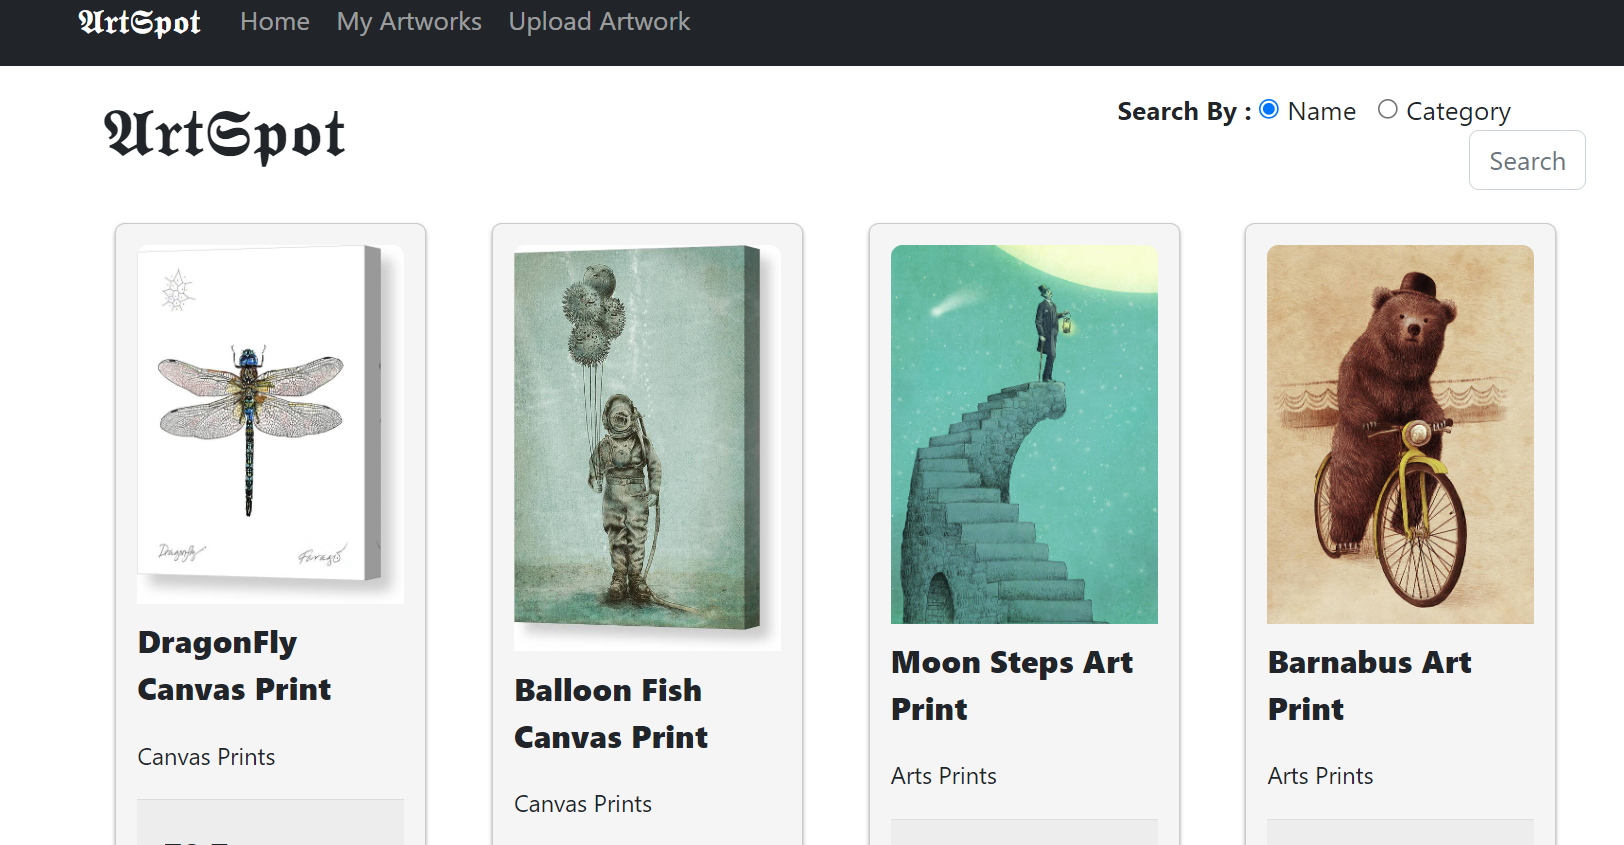 ArtSpot Home My Artworks Upload Artwork
ArtSpot
Search By : Name Category
Search
Dragonfly
DragonFly
Canvas Print
Canvas Prints
Balloon Fish
Canvas Print
Canvas Prints
Moon Steps Art
Print
Arts Prints
Barnabus Art
Print
Arts Prints